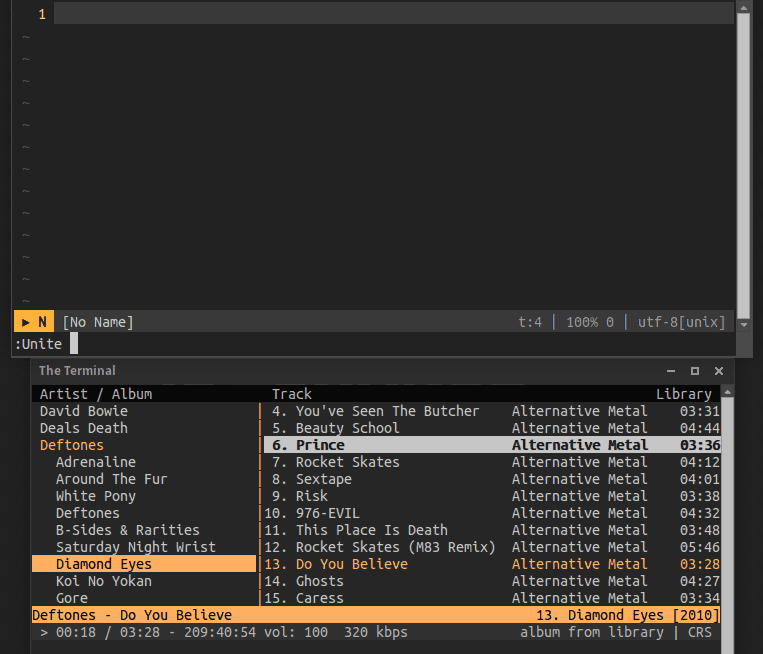 1
~
~
~
~
~
~
~
~
~
~
~
~
~
► N [No Name] t:4 | 100% 0 | utf-8[unix]
:Unite
The Terminal
Artist / Album Track Library
David Bowie 4. You've Seen The Butcher Alternative Metal 03:31
Deals Death 5. Beauty School Alternative Metal 04:44
Deftones 6. Prince Alternative Metal 03:36
Adrenaline 7. Rocket Skates Alternative Metal 04:12
Around The Fur 8. Sextape Alternative Metal 04:01
White Pony 9. Risk Alternative Metal 03:38
Deftones 10. 976-EVIL Alternative Metal 04:32
B-Sides & Rarities 11. This Place Is Death Alternative Metal 03:48
Saturday Night Wrist 12. Rocket Skates (M83 Remix) Alternative Metal 05:46
Diamond Eyes 13. Do You Believe Alternative Metal 03:28
Koi No Yokan 14. Ghosts Alternative Metal 04:27
Gore 15. Caress Alternative Metal 03:34
Deftones - Do You Believe 13. Diamond Eyes [2010]
> 00:18 / 03:28 - 209:40:54 vol: 100 320 kbps album from library | CRS